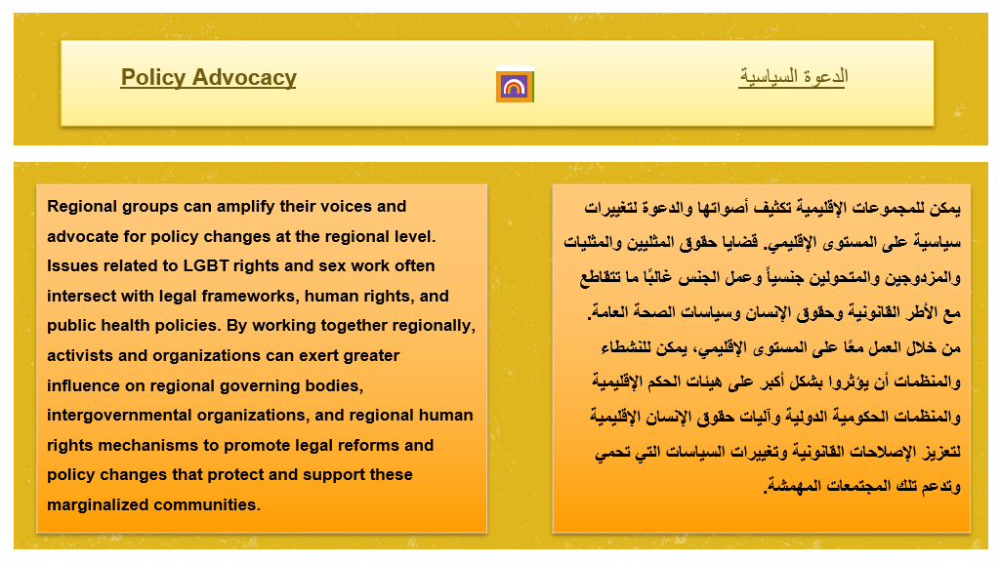 Policy Advocacy
الدعوة السياسية
Regional groups can amplify their voices and
advocate for policy changes at the regional level.
Issues related to LGBT rights and sex work often
intersect with legal frameworks, human rights, and
public health policies. By working together regionally,
activists and organizations can exert greater
influence on regional governing bodies,
intergovernmental organizations, and regional human
rights mechanisms to promote legal reforms and
policy changes that protect and support these
marginalized communities.
يمكن للمجموعات الإقليمية تكثيف أصواتها والدعوة لتغييرات
سياسية على المستوى الإقليمي. قضايا حقوق المثليين والمثليات
والمزدوجين والمتحولين جنسياً وعمل الجنس غالبًا ما تتقاطع
مع الأطر القانونية وحقوق الإنسان وسياسات الصحة العامة.
من خلال العمل معًا على المستوى الإقليمي، يمكن للنشطاء
والمنظمات أن يؤثروا بشكل أكبر على هيئات الحكم الإقليمية
والمنظمات الحكومية الدولية وآليات حقوق الإنسان الإقليمية
لتعزيز الإصلاحات القانونية وتغييرات السياسات التي تحمي
وتدعم تلك المجتمعات المهمشة.